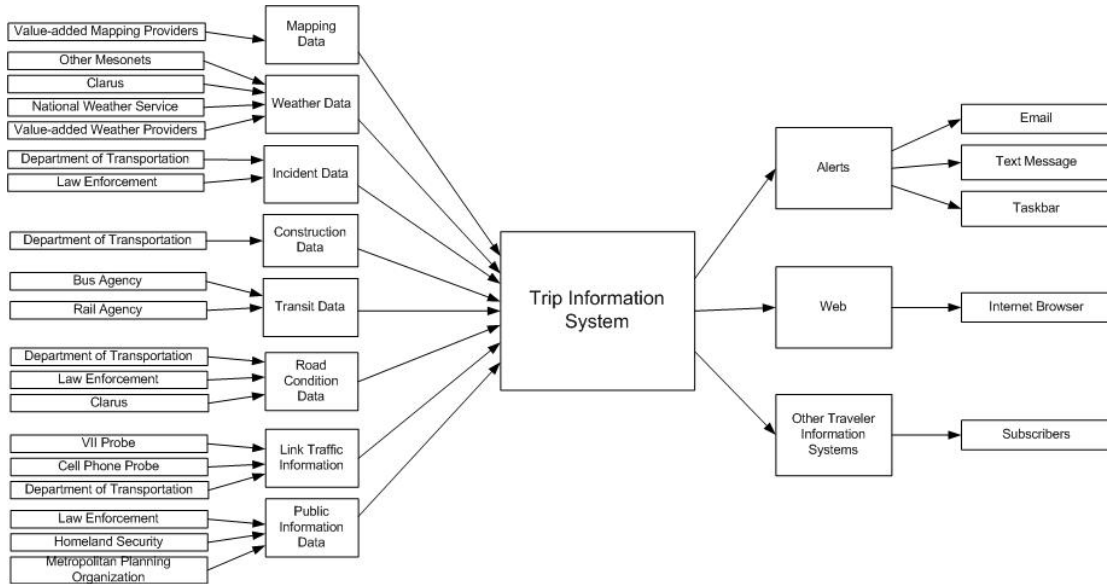 Value-added Mapping Providers
Other Mesonets
Clarus
National Weather Service
Value-added Weather Providers
Department of Transportation
Law Enforcement
Department of Transportation
Bus Agency
Rail Agency
Department of Transportation
Law Enforcement
Clarus
VII Probe
Cell Phone Probe
Department of Transportation
Law Enforcement
Homeland Security
Metropolitan Planning
Organization
Mapping
Data
Weather Data
Incident Data
Construction
Data
Transit Data
Road
Condition
Data
Link Traffic
Information
Public
Information
Data
Trip Information
System
Alerts
Web
Other Traveler
Information
Systems
Email
Text Message
Taskbar
Internet Browser
Subscribers